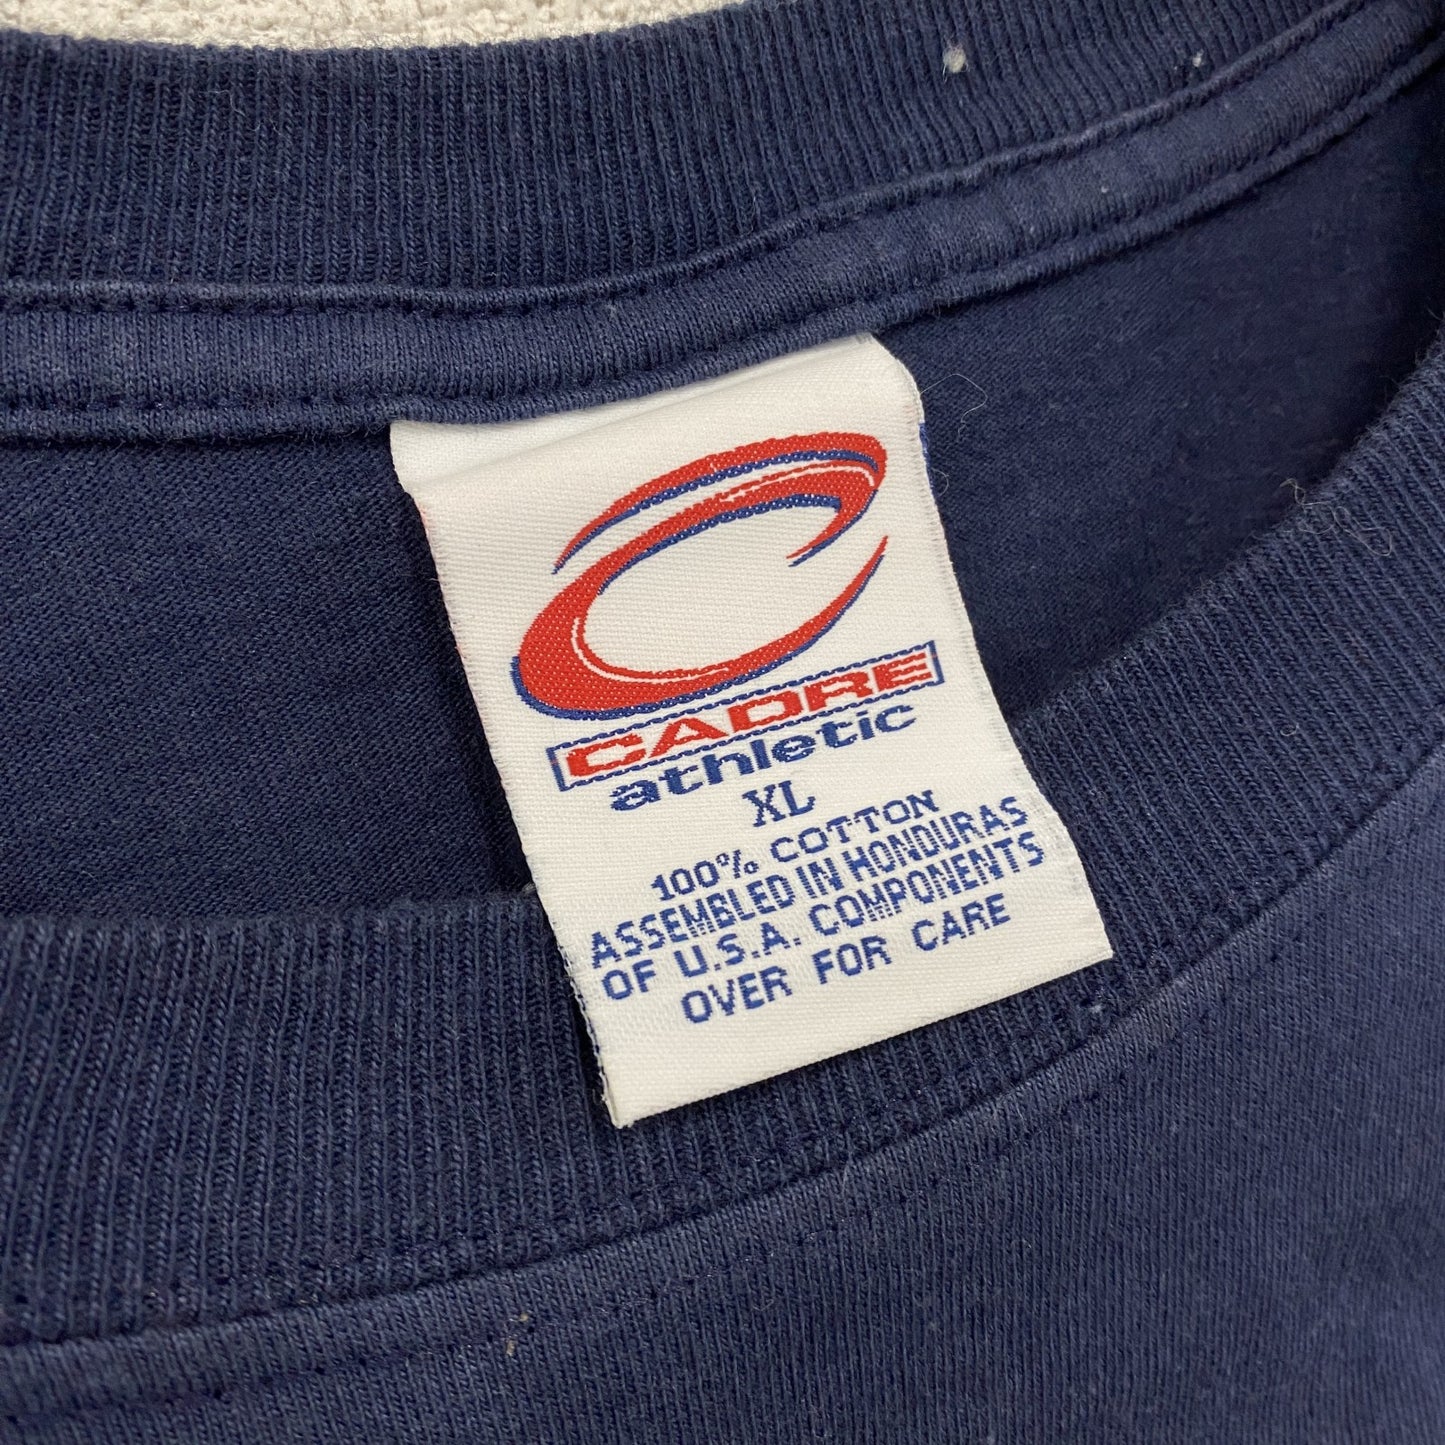 CADRE
athletic
XL
100% COTTON
ASSEMBLED IN HONDURAS
OF U.S.A. COMPONENTS
OVER FOR CARE